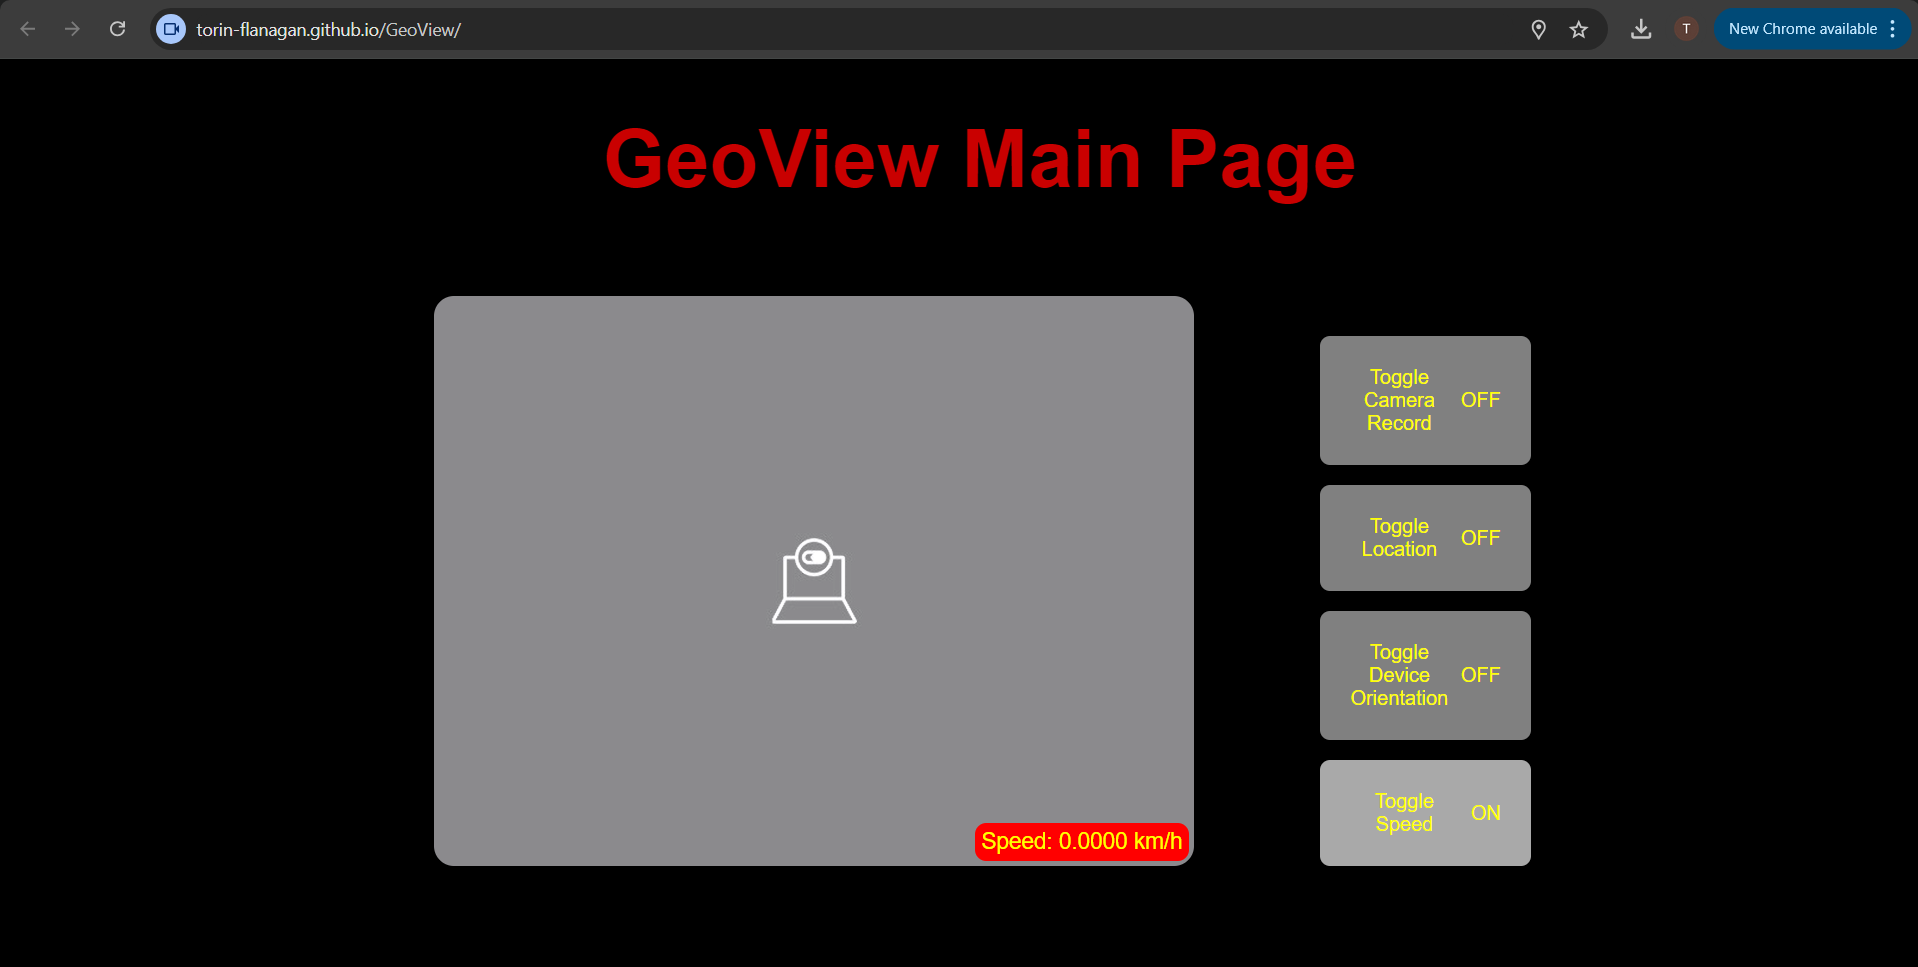 torin-flanagan.github.io/GeoView/
T
New Chrome available
GeoView Main Page
Toggle
Camera
Record
OFF
Toggle
Location
OFF
Toggle
Device
Orientation
OFF
Toggle
Speed
ON
Speed: 0.0000 km/h